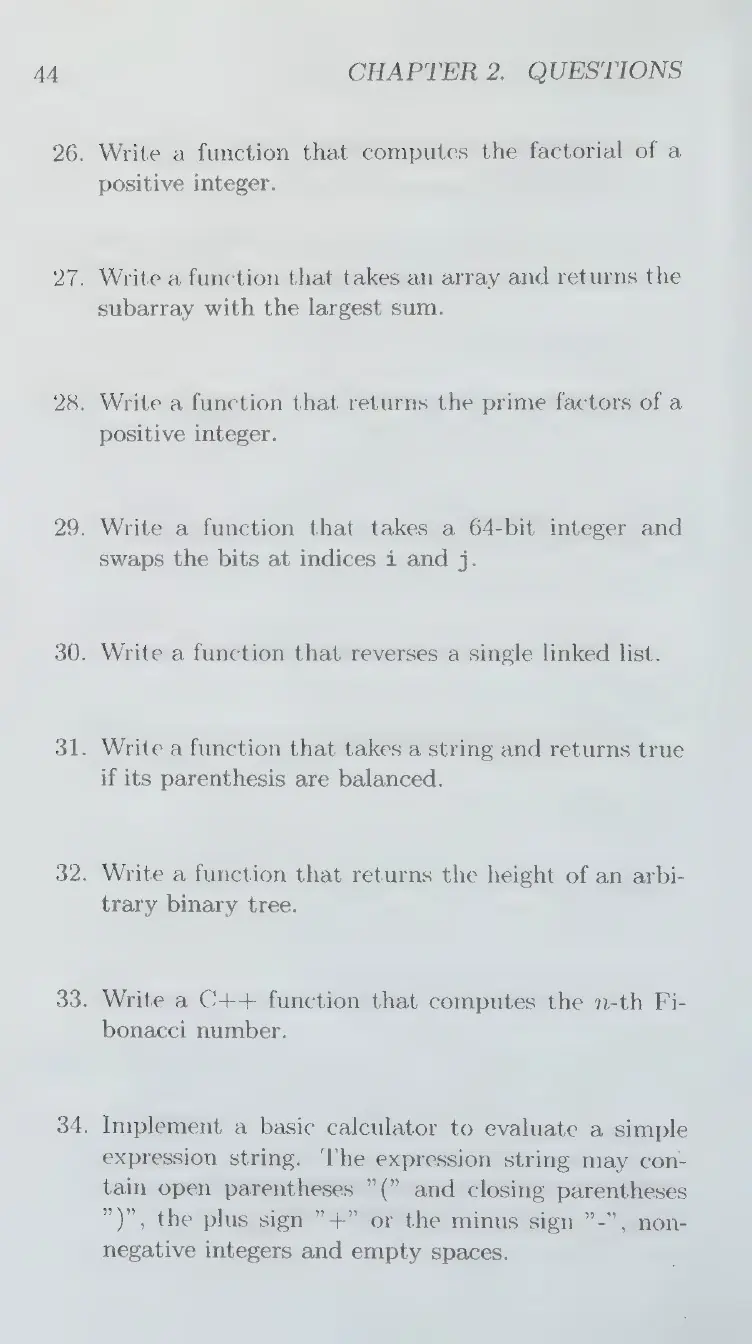 44 CHAPTER 2. QUESTIONS
26. Write a function that computes the factorial of a
positive integer.
27. Write a function that takes an array and returns the
subarray with the largest sum.
28. Write a function that returns the prime factors of a
positive integer.
29. Write a function that takes a 64-bit integer and
swaps the bits at indices i and j.
30. Write a function that reverses a single linked list.
31. Write a function that takes a string and returns true
if its parenthesis are balanced.
32. Write a function that returns the height of an arbi-
trary binary tree.
33. Write a C++ function that computes the n-th Fi-
bonacci number.
34. Implement a basic calculator to evaluate a simple
expression string. The expression string may con-
tain open parentheses ”(” and closing parentheses
”)”, the plus sign ”+” or the minus sign ”-”, non-
negative integers and empty spaces.